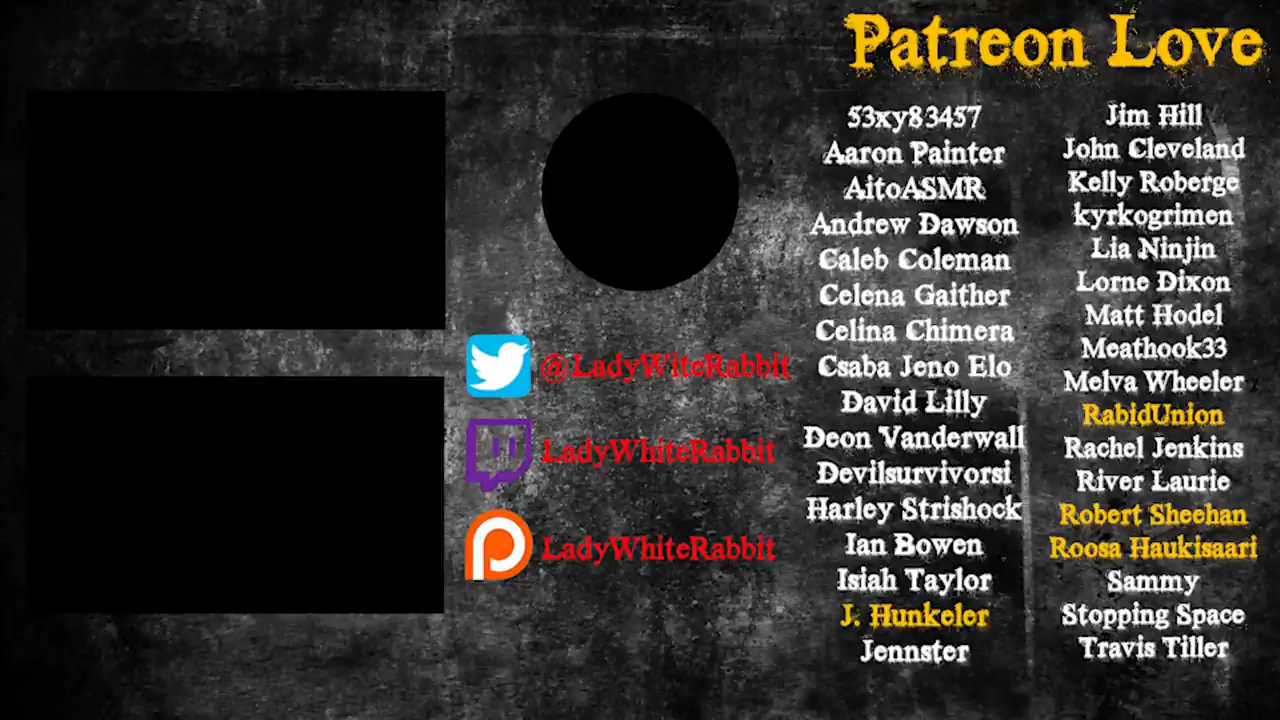 Patreon Love
@LadyWiteRabbit
LadyWhiteRabbit
LadyWhiteRabbit
53xy83457
Aaron Painter
AitoASMR
Andrew Dawson
Caleb Coleman
Celena Gaither
Celina Chimera
Csaba Jeno Elo
David Lilly
Deon Vanderwall
Devilsurvivorsi
Harley Strishock
Ian Bowen
Isiah Taylor
J. Hunkeler
Jennster
Jim Hill
John Cleveland
Kelly Roberge
kyrkogrimen
Lia Ninjin
Lorne Dixon
Matt Hodel
Meathook33
Melva Wheeler
RabidUnion
Rachel Jenkins
River Laurie
Robert Sheehan
Roosa Haukisaari
Sammy
Stopping Space
Travis Tiller